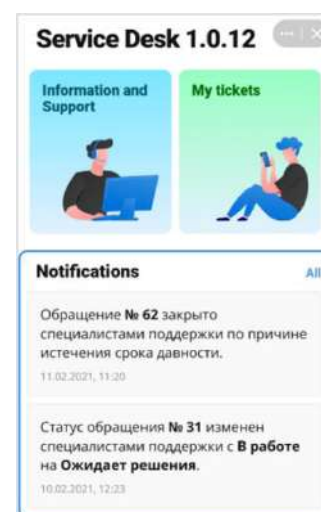 Service Desk 1.0.12
Information and
Support
My tickets
Notifications
All
Обращение № 62 закрыто
специалистами поддержки по причине
истечения срока давности.
11.02.2021, 11:20
Статус обращения № 31 изменен
специалистами поддержки с В работе
на Ожидает решения.
10.02.2021, 12:23